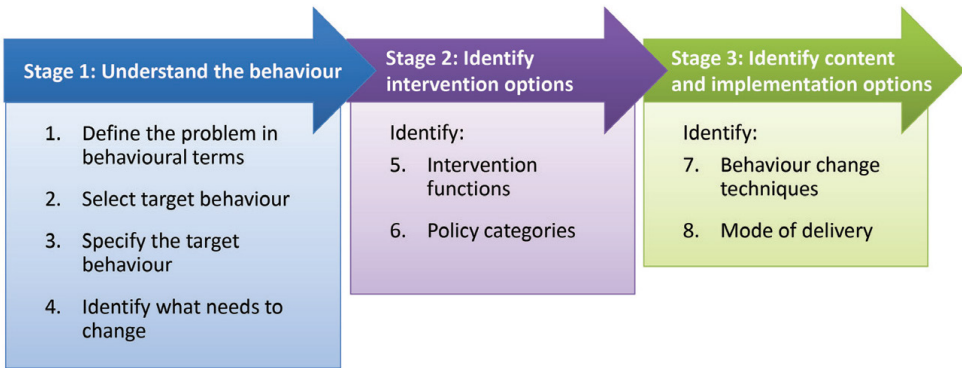 Stage 1: Understand the behaviour
1. Define the problem in
behavioural terms
2. Select target behaviour
3. Specify the target
behaviour
4. Identify what needs to
change
Stage 2: Identify
intervention options
Identify:
5. Intervention
functions
6. Policy categories
Stage 3: Identify content
and implementation options
Identify:
7. Behaviour change
techniques
8. Mode of delivery